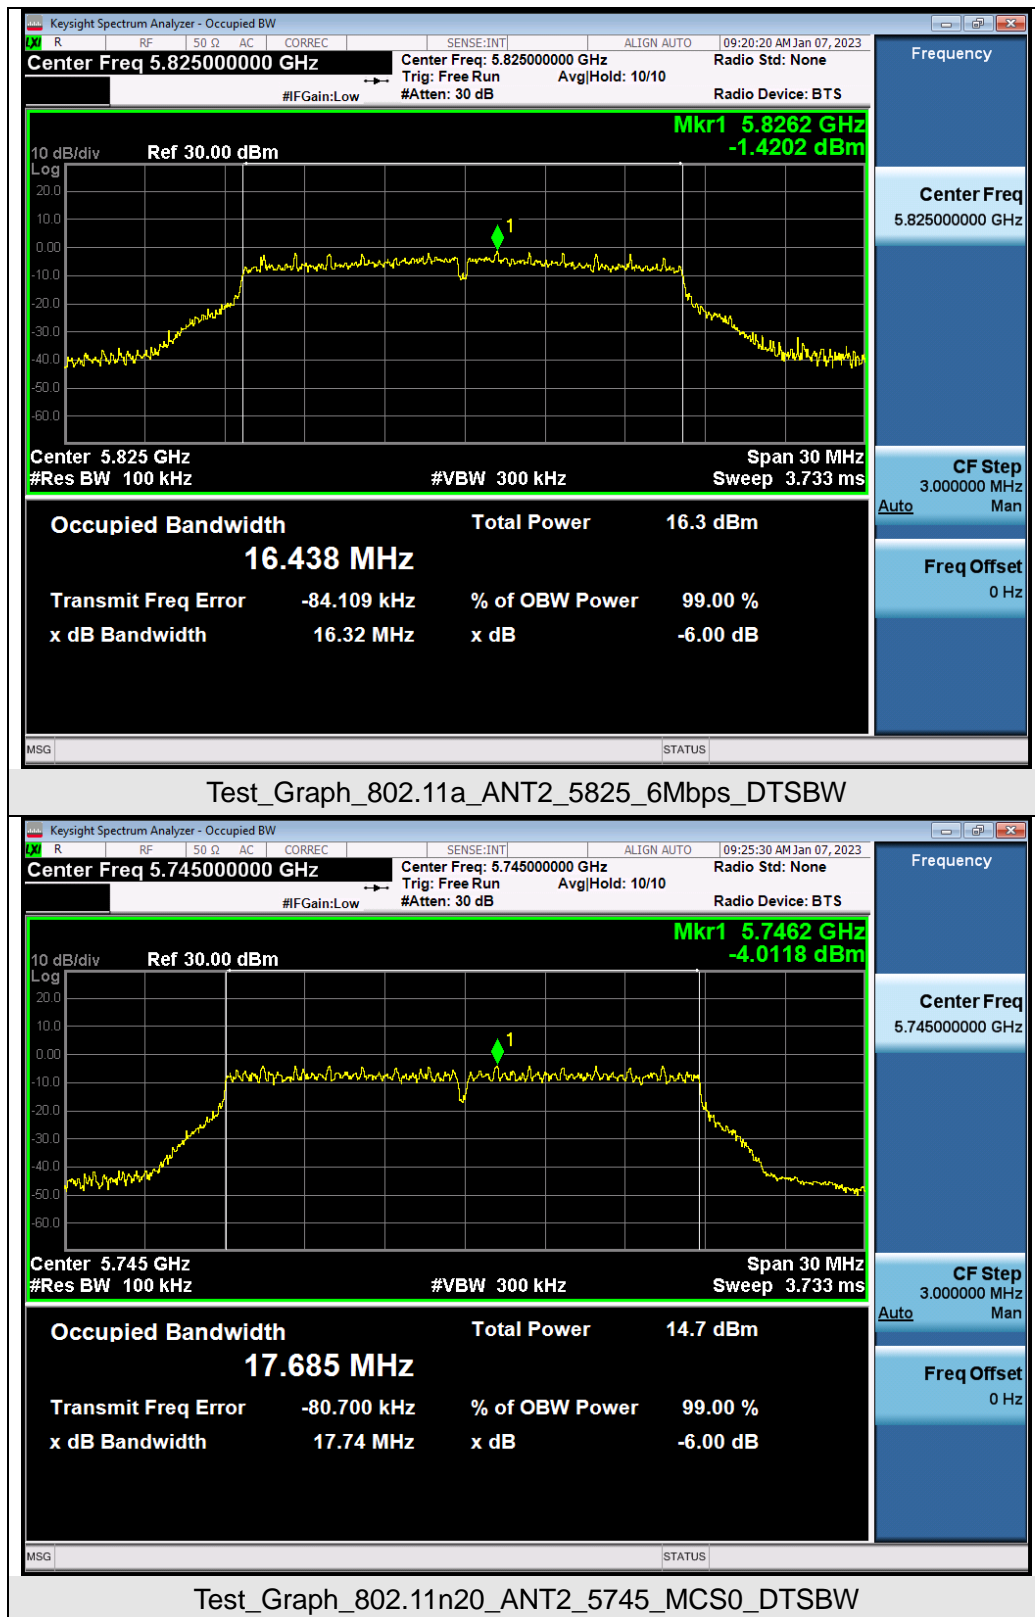 Keysight Spectrum Analyzer - Occupied BW
LXI R RF 50 Ω AC CORREC SENSE:INT ALIGN AUTO 09:20:20 AM Jan 07, 2023
Center Freq 5.825000000 GHz
Center Freq: 5.825000000 GHz Radio Std: None
Trig: Free Run Avg|Hold: 10/10
#IFGain:Low #Atten: 30 dB Radio Device: BTS
Frequency
Mkr1 5.8262 GHz
-1.4202 dBm
10 dB/div Ref 30.00 dBm
Log
20.0
10.0
0.00
-10.0
-20.0
-30.0
-40.0
-50.0
-60.0
1
Center Freq
5.825000000 GHz
Center 5.825 GHz Span 30 MHz
#Res BW 100 kHz #VBW 300 kHz Sweep 3.733 ms
CF Step
3.000000 MHz
Auto Man
Occupied Bandwidth Total Power 16.3 dBm
16.438 MHz
Freq Offset
0 Hz
Transmit Freq Error -84.109 kHz % of OBW Power 99.00 %
x dB Bandwidth 16.32 MHz x dB -6.00 dB
MSG STATUS
Test_Graph_802.11a_ANT2_5825_6Mbps_DTSBW
Keysight Spectrum Analyzer - Occupied BW
LXI R RF 50 Ω AC CORREC SENSE:INT ALIGN AUTO 09:25:30 AM Jan 07, 2023
Center Freq 5.745000000 GHz
Center Freq: 5.745000000 GHz Radio Std: None
Trig: Free Run Avg|Hold: 10/10
#IFGain:Low #Atten: 30 dB Radio Device: BTS
Frequency
Mkr1 5.7462 GHz
-4.0118 dBm
10 dB/div Ref 30.00 dBm
Log
20.0
10.0
0.00
-10.0
-20.0
-30.0
-40.0
-50.0
-60.0
1
Center Freq
5.745000000 GHz
Center 5.745 GHz Span 30 MHz
#Res BW 100 kHz #VBW 300 kHz Sweep 3.733 ms
CF Step
3.000000 MHz
Auto Man
Occupied Bandwidth Total Power 14.7 dBm
17.685 MHz
Freq Offset
0 Hz
Transmit Freq Error -80.700 kHz % of OBW Power 99.00 %
x dB Bandwidth 17.74 MHz x dB -6.00 dB
MSG STATUS
Test_Graph_802.11n20_ANT2_5745_MCS0_DTSBW